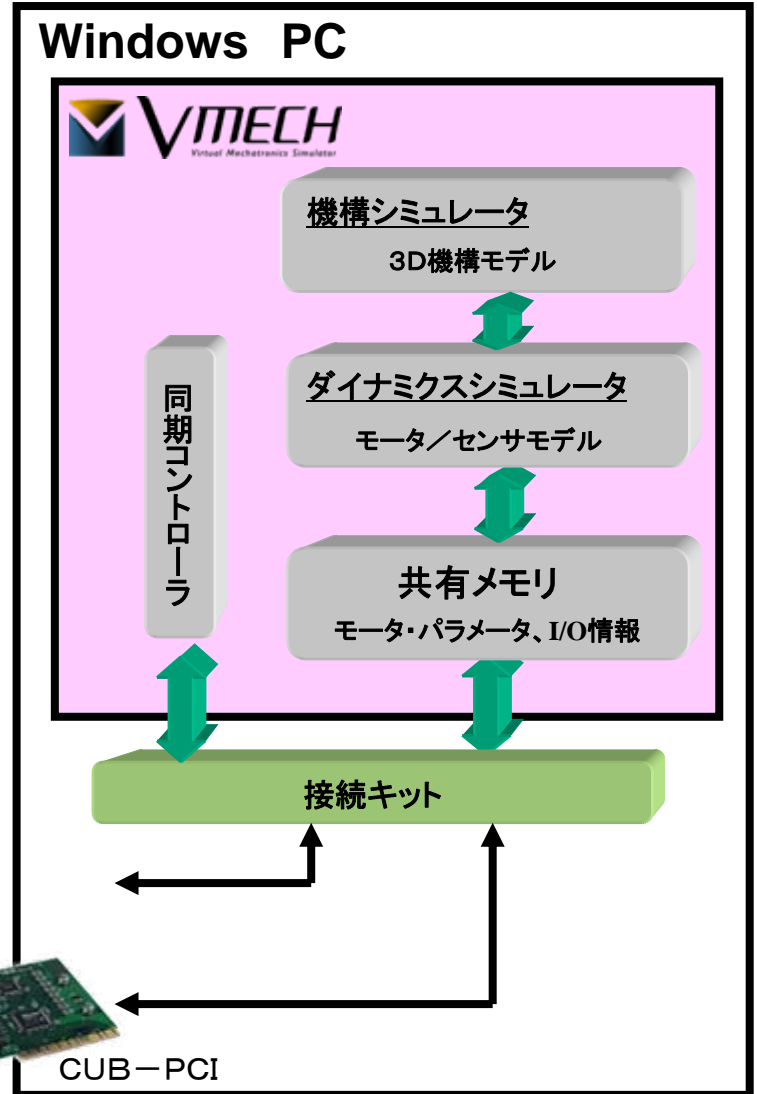 Windows PC
VMECH
Virtual Mechatronics Simulator
機構シミュレータ
3D機構モデル
ダイナミクスシミュレータ
モータ/センサモデル
同期コントローラ
共有メモリ
モータ・パラメータ、I/O情報
接続キット
CUB-PCI